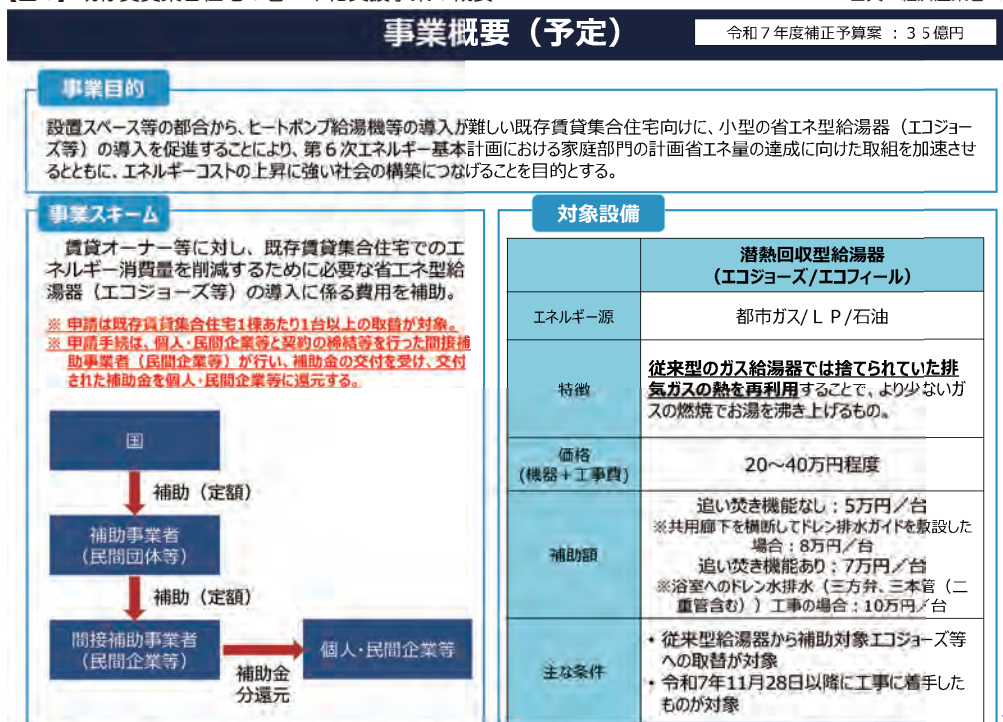 事業概要（予定）
令和７年度補正予算案 ：３５億円
事業目的
設置スペース等の都合から、ヒートポンプ給湯機等の導入が難しい既存賃貸集合住宅向けに、小型の省エネ型給湯器（エコジョー
ズ等）の導入を促進することにより、第６次エネルギー基本計画における家庭部門の計画省エネ量の達成に向けた取組を加速させ
るとともに、エネルギーコストの上昇に強い社会の構築につなげることを目的とする。
事業スキーム
賃貸オーナー等に対し、既存賃貸集合住宅でのエ
ネルギー消費量を削減するために必要な省エネ型給
湯器（エコジョーズ等）の導入に係る費用を補助。
※ 申請は既存賃貸集合住宅1棟あたり1台以上の取替が対象。
※ 申請手続は、個人・民間企業等と契約の締結等を行った間接補
助事業者（民間企業等）が行い、補助金の交付を受け、交付
された補助金を個人・民間企業等に還元する。
国
補助（定額）
補助事業者
（民間団体等）
補助（定額）
間接補助事業者
（民間企業等）
補助金
分還元
個人・民間企業等
対象設備
潜熱回収型給湯器
（エコジョーズ/エコフィール）
エネルギー源
都市ガス/ＬＰ/石油
特徴
従来型のガス給湯器では捨てられていた排
気ガスの熱を再利用することで、より少ないガ
スの燃焼でお湯を沸き上げるもの。
価格
(機器＋工事費)
20～40万円程度
補助額
追い焚き機能なし：5万円／台
※共用廊下を横断してドレン排水ガイドを敷設した
場合：8万円／台
追い焚き機能あり：7万円／台
※浴室へのドレン水排水（三方弁、三本管（二
重管含む））工事の場合：10万円／台
主な条件
・従来型給湯器から補助対象エコジョーズ等
への取替が対象
・令和7年11月28日以降に工事に着手した
ものが対象